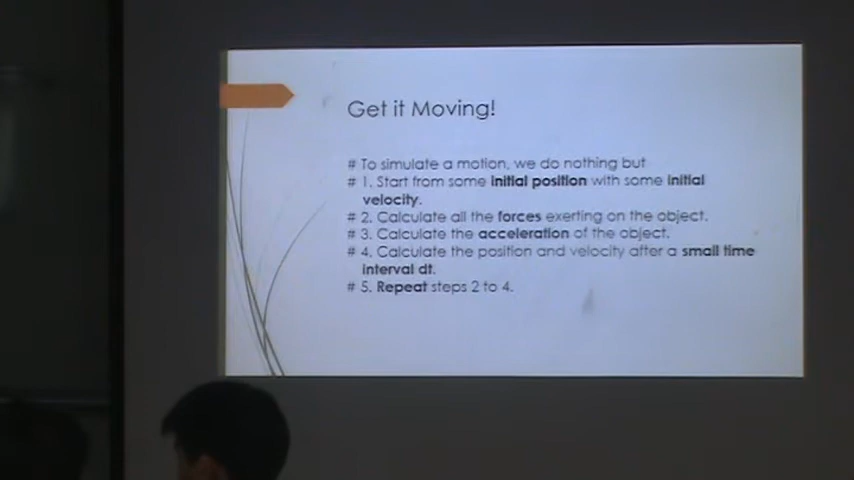 Get it Moving!
# To simulate a motion, we do nothing but
# 1. Start from some initial position with some initial
velocity.
# 2. Calculate all the forces exerting on the object.
# 3. Calculate the acceleration of the object.
# 4. Calculate the position and velocity after a small time
interval dt.
# 5. Repeat steps 2 to 4.